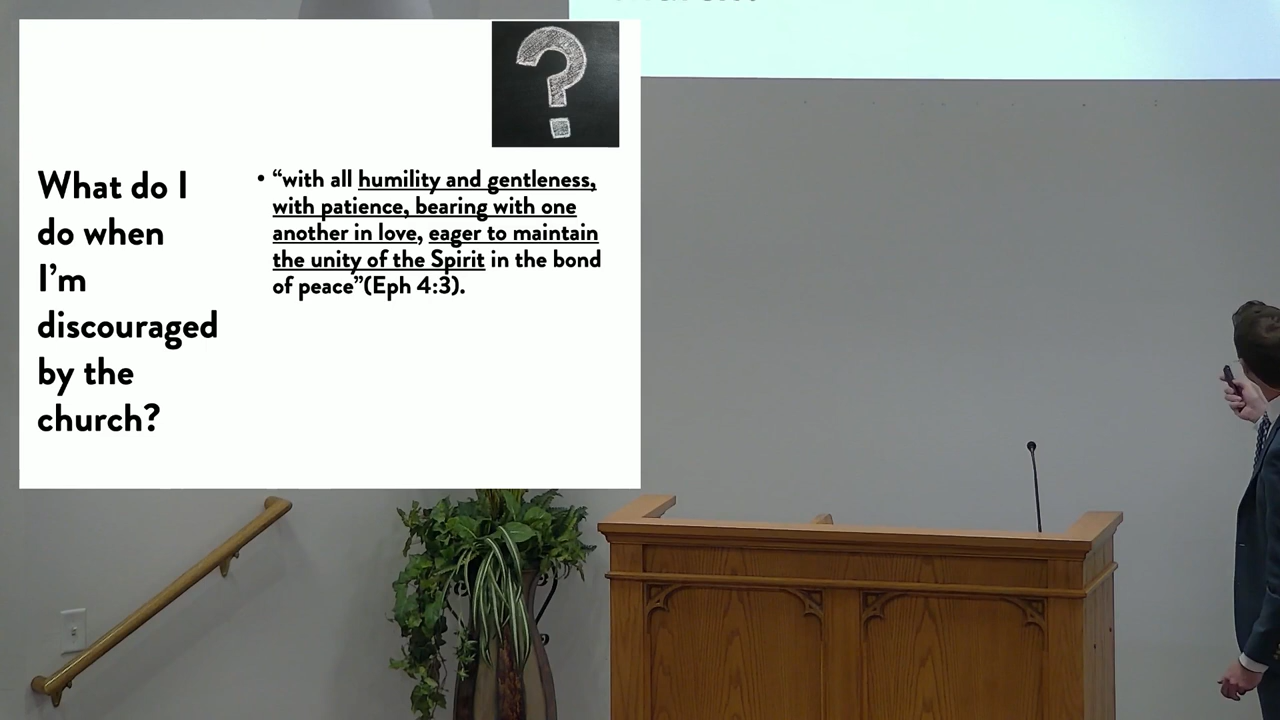 What do I
do when
I'm
discouraged
by the
church?
• “with all humility and gentleness,
with patience, bearing with one
another in love, eager to maintain
the unity of the Spirit in the bond
of peace”(Eph 4:3).